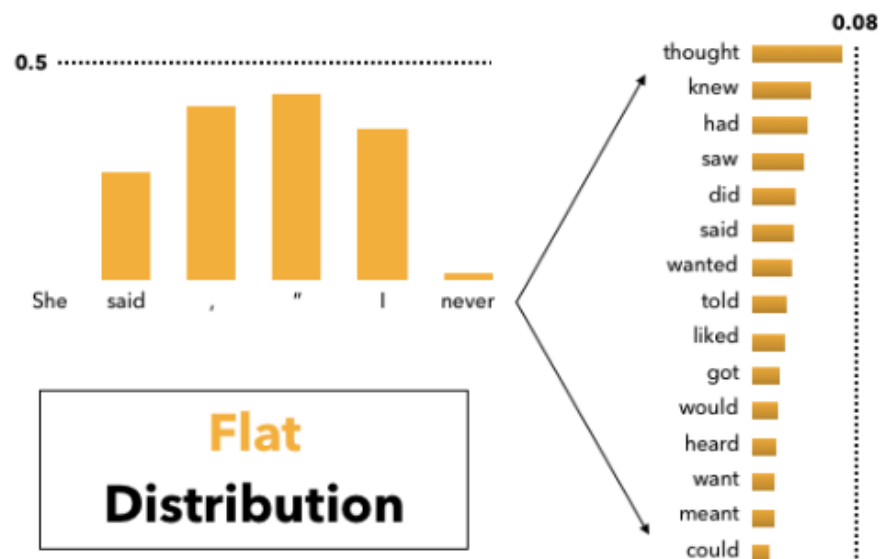 0.5
She said , " I never
Flat
Distribution
0.08
thought
knew
had
saw
did
said
wanted
told
liked
got
would
heard
want
meant
could